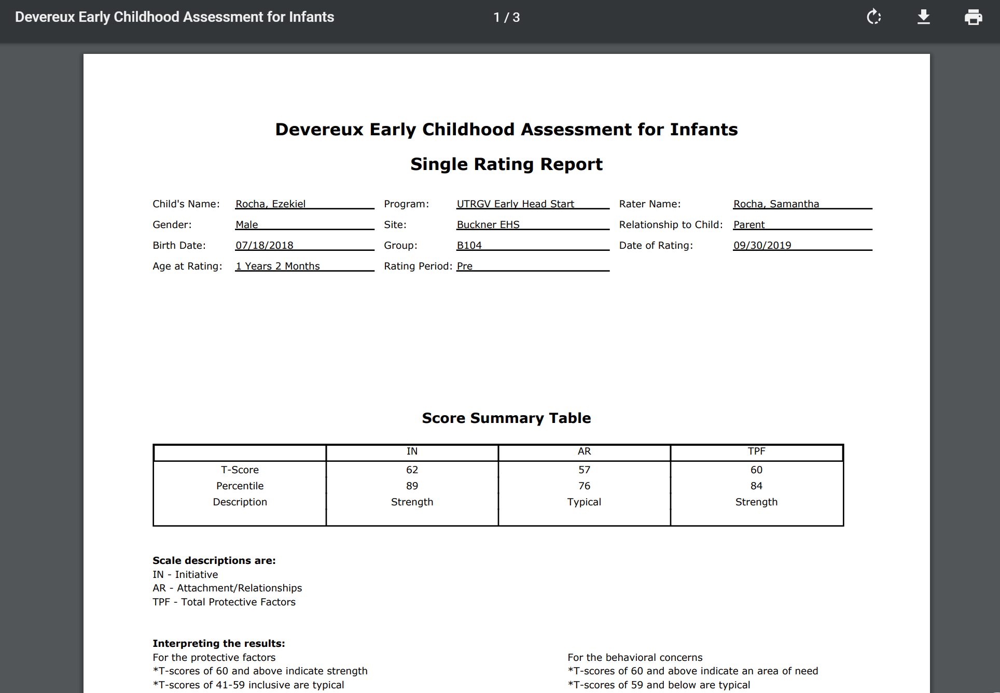 Devereux Early Childhood Assessment for Infants
1 / 3
Devereux Early Childhood Assessment for Infants
Single Rating Report
Child's Name: Rocha, Ezekiel Program: UTRGV Early Head Start Rater Name: Rocha, Samantha
Gender: Male Site: Buckner EHS Relationship to Child: Parent
Birth Date: 07/18/2018 Group: B104 Date of Rating: 09/30/2019
Age at Rating: 1 Years 2 Months Rating Period: Pre
Score Summary Table
IN AR TPF
T-Score 62 57 60
Percentile 89 76 84
Description Strength Typical Strength
Scale descriptions are:
IN - Initiative
AR - Attachment/Relationships
TPF - Total Protective Factors
Interpreting the results:
For the protective factors For the behavioral concerns
*T-scores of 60 and above indicate strength *T-scores of 60 and above indicate an area of need
*T-scores of 41-59 inclusive are typical *T-scores of 59 and below are typical